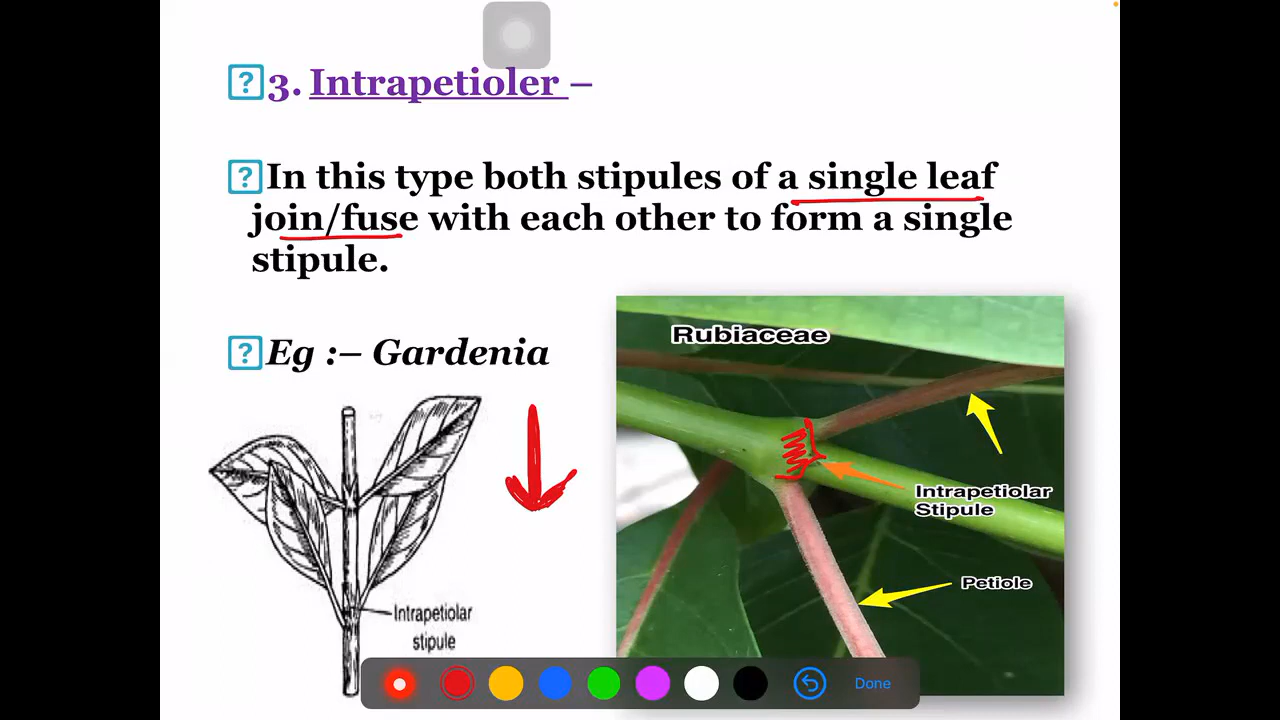 3. Intrapetioler –
In this type both stipules of a single leaf
join/fuse with each other to form a single
stipule.
Eg :– Gardenia
Rubiaceae
Intrapetiolar
Stipule
Petiole
Intrapetiolar
stipule
Done